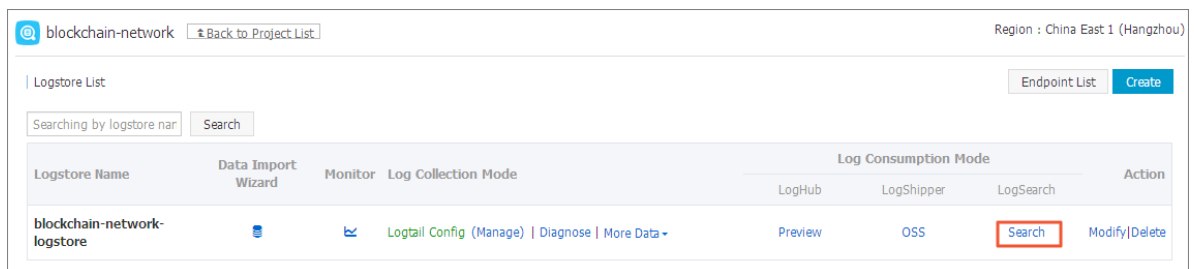 blockchain-network Back to Project List Region : China East 1 (Hangzhou)
Logstore List Endpoint List Create
Searching by logstore nar Search
Logstore Name Data Import Wizard Monitor Log Collection Mode Log Consumption Mode Action
LogHub LogShipper LogSearch
blockchain-network-
logstore Logtail Config (Manage) | Diagnose | More Data Preview OSS Search Modify|Delete